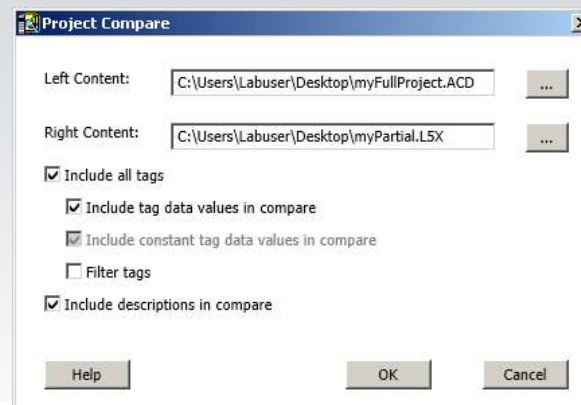 Project Compare
Left Content:
C:\Users\Labuser\Desktop\myFullProject.ACD
...
Right Content:
C:\Users\Labuser\Desktop\myPartial.L5X
...
Include all tags
Include tag data values in compare
Include constant tag data values in compare
Filter tags
Include descriptions in compare
Help
OK
Cancel